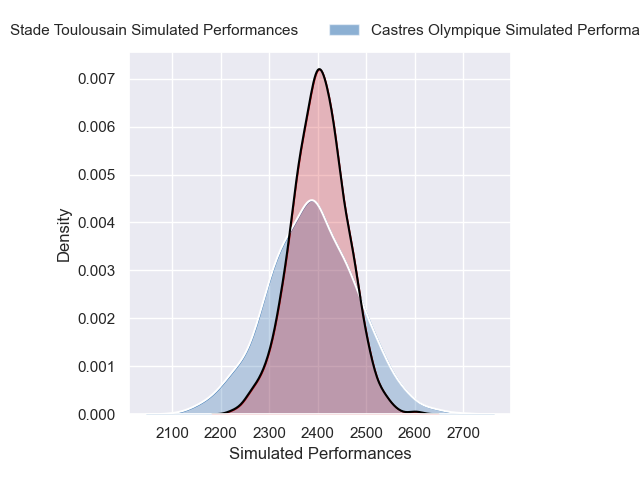 Stade Toulousain Simulated Performances
Castres Olympique Simulated Performa
0.007
0.006
0.005
0.004
0.003
0.002
0.001
0.000
Density
2100 2200 2300 2400 2500 2600 2700
Simulated Performances